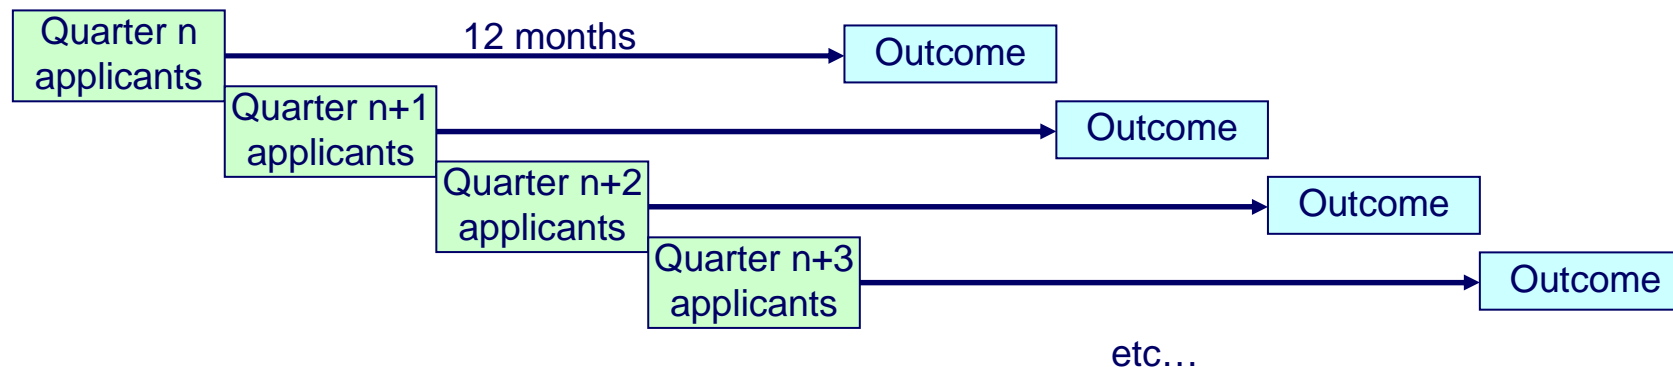 Quarter n
applicants
12 months
Outcome
Quarter n+1
applicants
Outcome
Quarter n+2
applicants
Outcome
Quarter n+3
applicants
Outcome
etc…